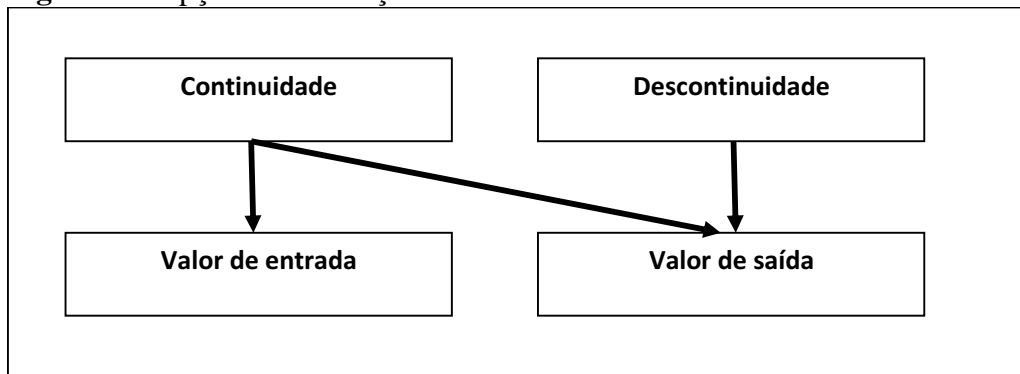 Continuidade
Descontinuidade
Valor de entrada
Valor de saída